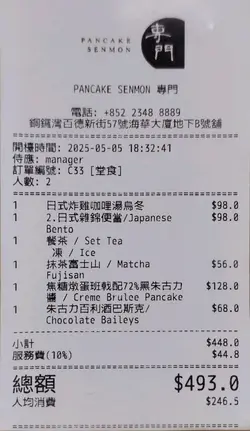 PANCAKE
SENMON
專門
PANCAKE SENMON 專門
電話: +852 2348 8889
銅鑼灣百德新街57號海華大廈地下B號舖
開檯時間: 2025-05-05 18:32:41
侍應: manager
訂單編號: C33 [堂食]
人數: 2
1 日式炸雞咖哩湯烏冬 $98.0
1 2.日式雜錦便當/Japanese $98.0
Bento
1 餐茶 / Set Tea
凍 / Ice
1 抹茶富士山 / Matcha $56.0
Fujisan
1 焦糖燉蛋班戟配72%黑朱古力 $128.0
醬 / Creme Brulee Pancake
1 朱古力百利酒巴斯克/ $68.0
Chocolate Baileys
小計 $448.0
服務費(10%) $44.8
總額 $493.0
人均消費 $246.5